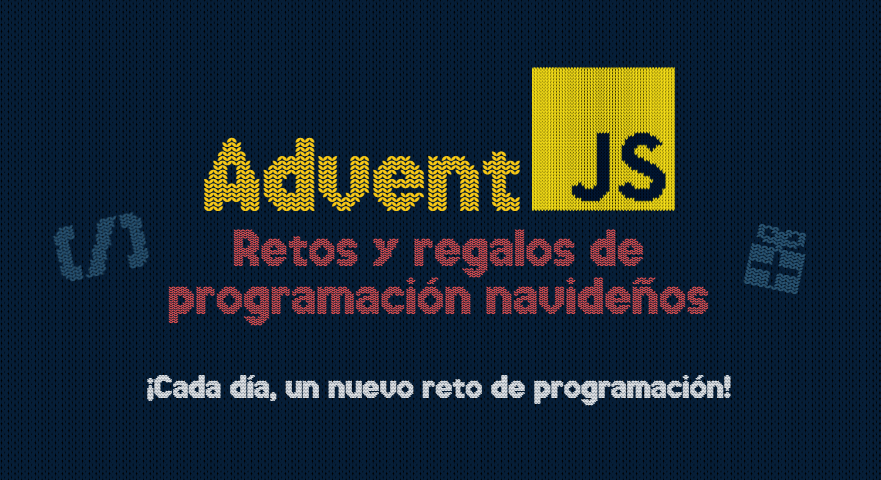 Advent JS
Retos y regalos de
programación navideños
¡Cada día, un nuevo reto de programación!